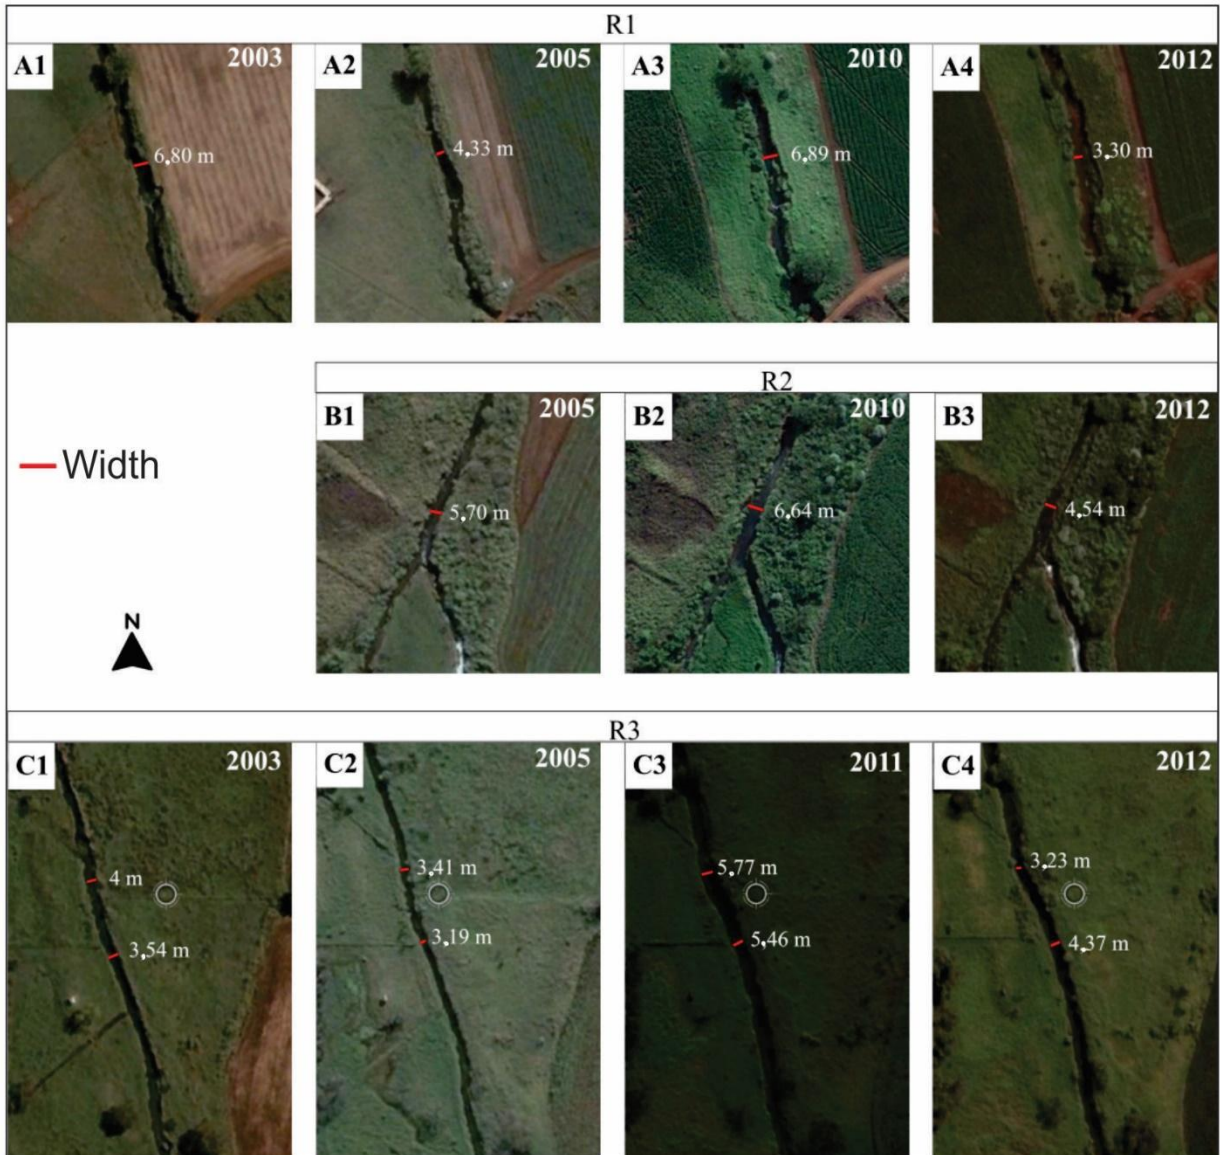 R1
A1 2003
6,80 m
A2 2005
4,33 m
A3 2010
6,89 m
A4 2012
3,30 m
R2
B1 2005
5,70 m
B2 2010
6,64 m
B3 2012
4,54 m
Width
N
R3
C1 2003
4 m
3,54 m
C2 2005
3,41 m
3,19 m
C3 2011
5,77 m
5,46 m
C4 2012
3,23 m
4,37 m